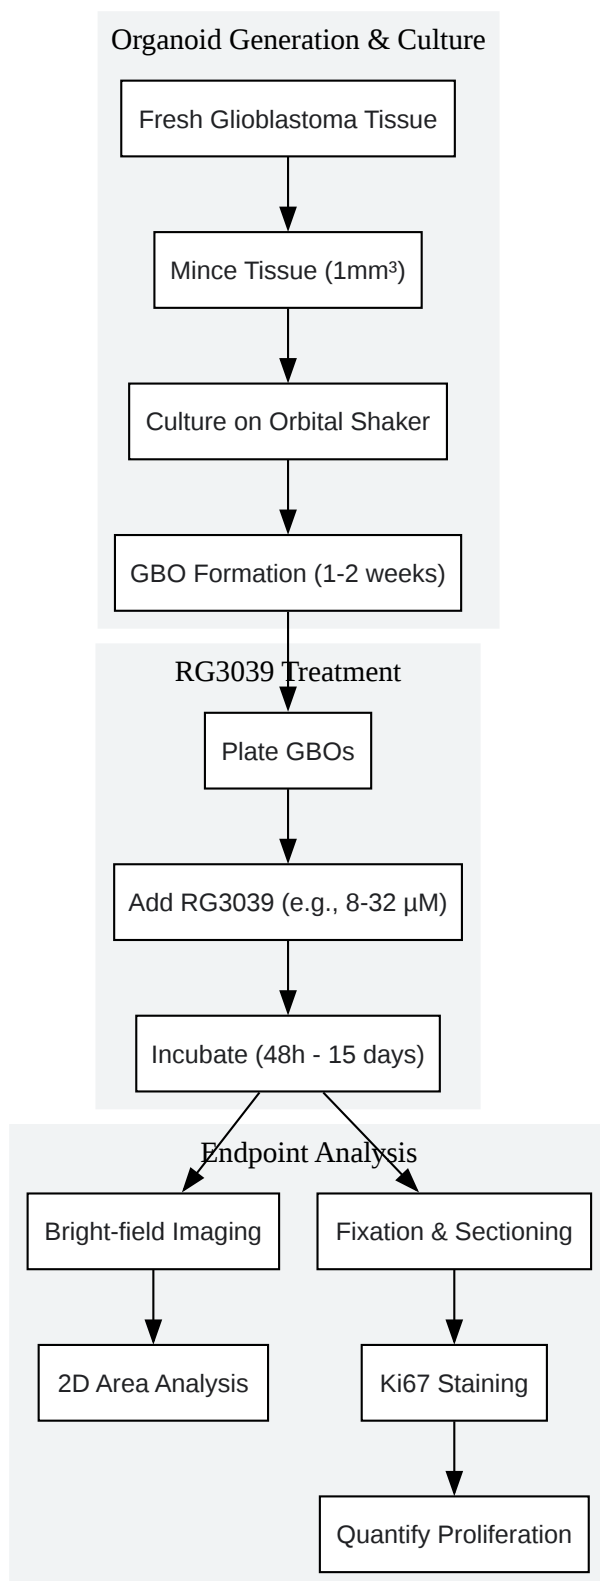 Organoid Generation & Culture
Fresh Glioblastoma Tissue
Mince Tissue (1mm³)
Culture on Orbital Shaker
GBO Formation (1-2 weeks)
RG3039 Treatment
Plate GBOs
Add RG3039 (e.g., 8-32 µM)
Incubate (48h - 15 days)
Endpoint Analysis
Bright-field Imaging
Fixation & Sectioning
2D Area Analysis
Ki67 Staining
Quantify Proliferation